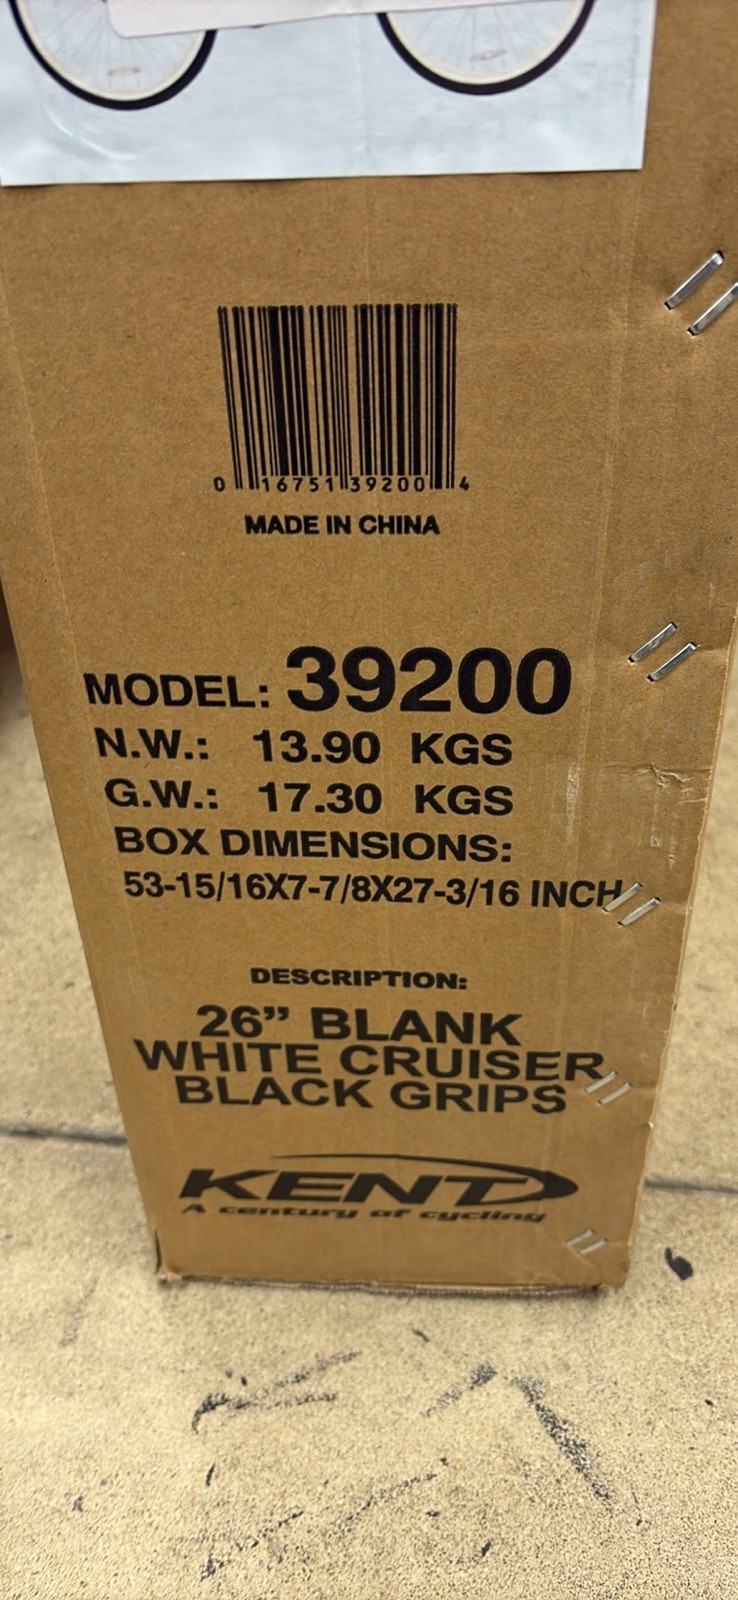 0 16751 39200 4
MADE IN CHINA
MODEL: 39200
N.W.: 13.90 KGS
G.W.: 17.30 KGS
BOX DIMENSIONS:
53-15/16X7-7/8X27-3/16 INCH
DESCRIPTION:
26” BLANK
WHITE CRUISER
BLACK GRIPS
KENT
A century of cycling